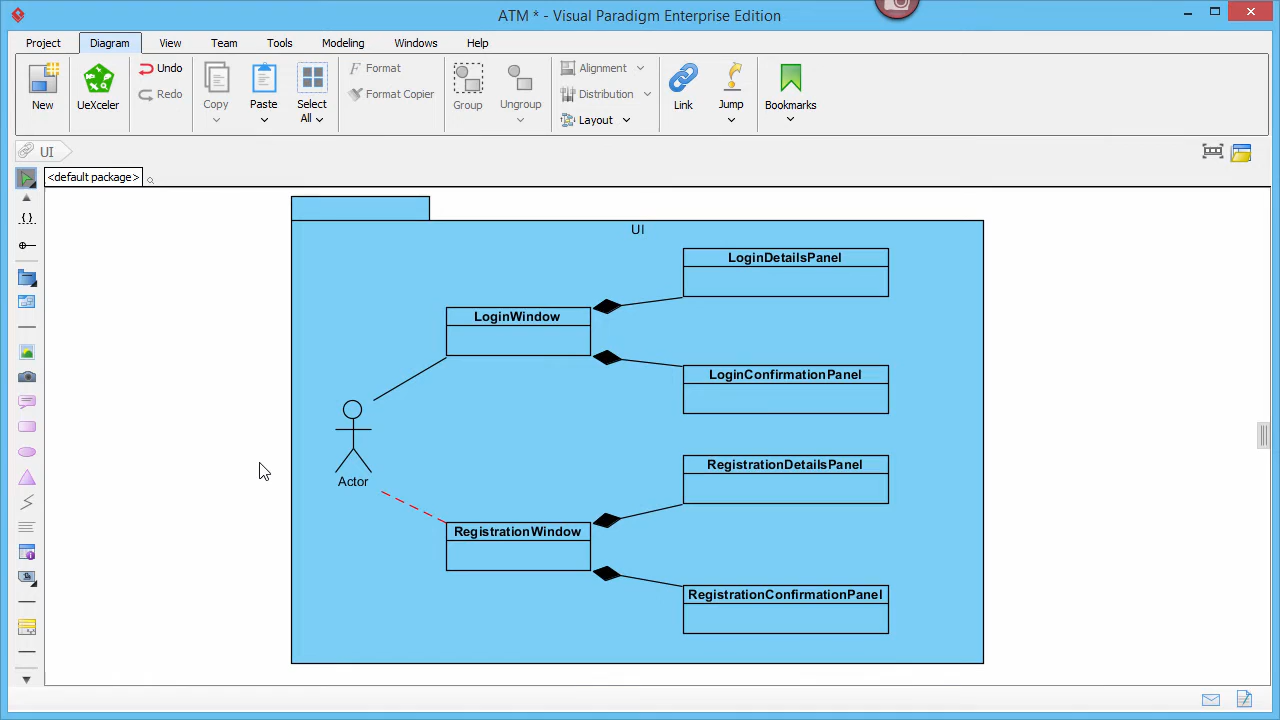 ATM * - Visual Paradigm Enterprise Edition
Project Diagram View Team Tools Modeling Windows Help
New
UeXceler
Undo
Redo
Copy
Paste
Select
All
Format
Format Copier
Group
Ungroup
Alignment
Distribution
Layout
Link
Jump
Bookmarks
UI
<default package>
UI
LoginDetailsPanel
LoginWindow
LoginConfirmationPanel
RegistrationDetailsPanel
Actor
RegistrationWindow
RegistrationConfirmationPanel